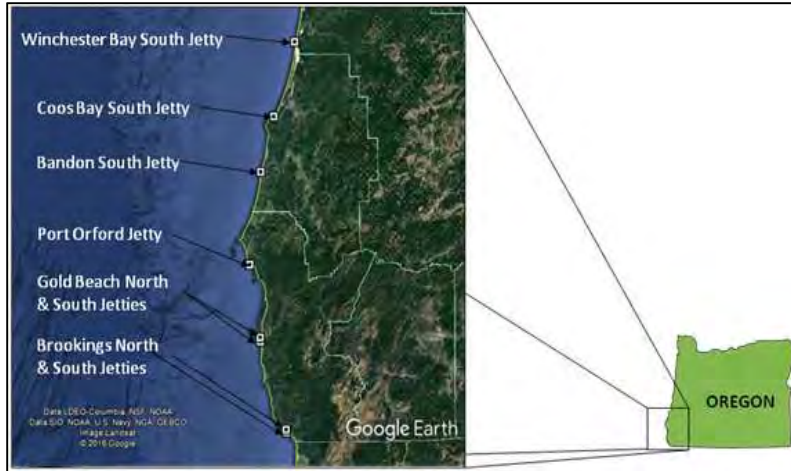 Winchester Bay South Jetty
Coos Bay South Jetty
Bandon South Jetty
Port Orford Jetty
Gold Beach North
& South Jetties
Brookings North
& South Jetties
Data LDEO-Columbia, NSF, NOAA
Data SIO, NOAA, U.S. Navy, NGA, GEBCO
Image Landsat
© 2016 Google
Google Earth
OREGON